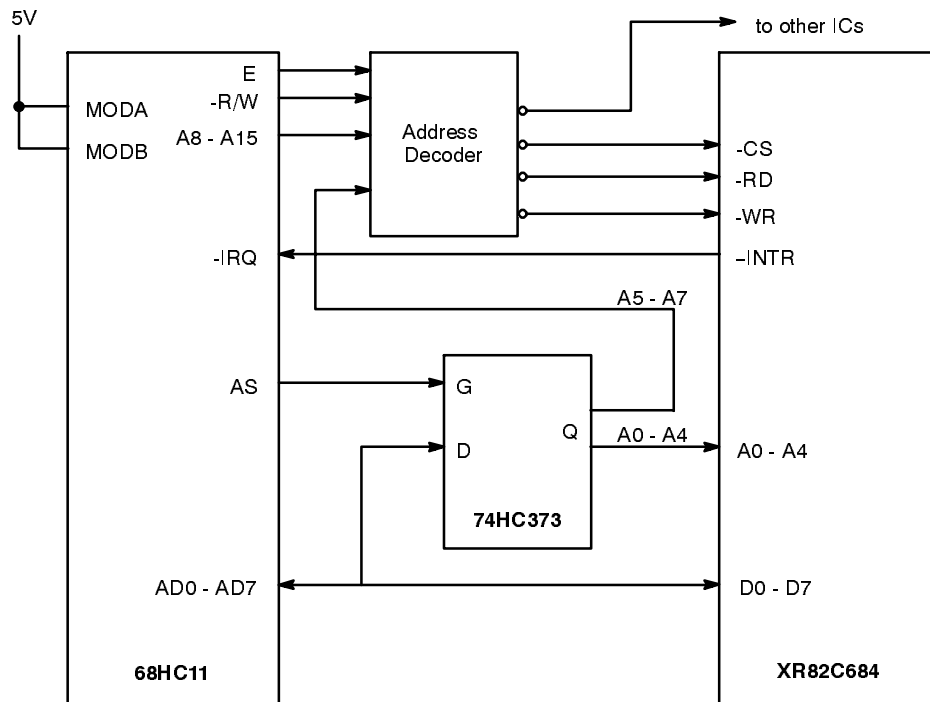 5V
to other ICs
E
-R/W
MODA
A8 - A15
MODB
Address
Decoder
-CS
-RD
-WR
-IRQ
–INTR
A5 - A7
AS
G
Q
A0 - A4
D
A0 - A4
74HC373
AD0 - AD7
D0 - D7
68HC11
XR82C684